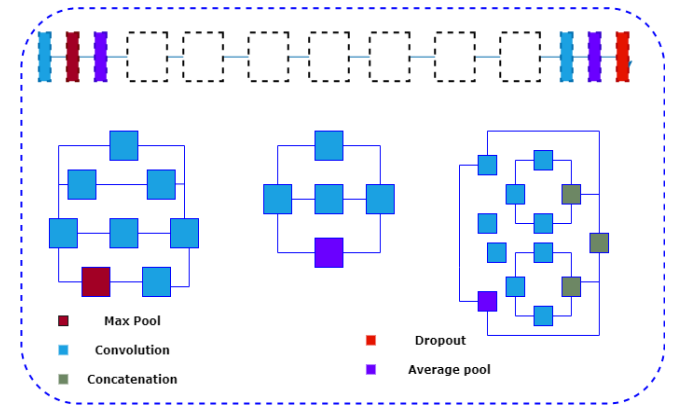 Max Pool
Convolution
Concatenation
Dropout
Average pool